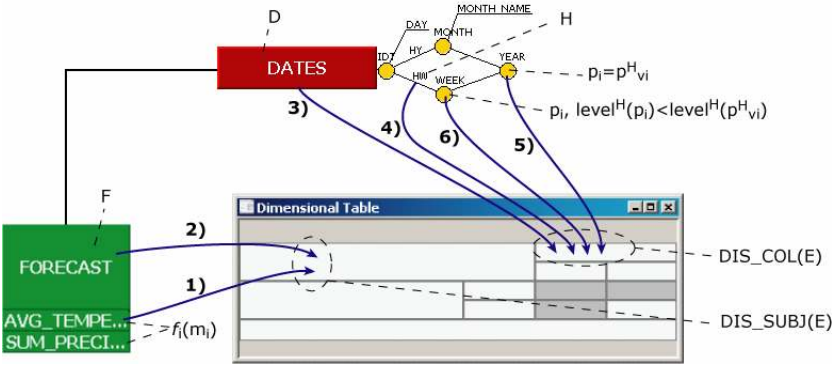 D
MONTH NAME
H
DAY
MONTH
HY
IDT
YEAR
DATES
HW
WEEK
pi=pHvi
3)
4)
6)
5)
pi, levelH(pi)<levelH(pHvi)
F
2)
Dimensional Table
FORECAST
DIS_COL(E)
1)
AVG_TEMPE...
fi(mi)
DIS_SUBJ(E)
SUM_PRECI...